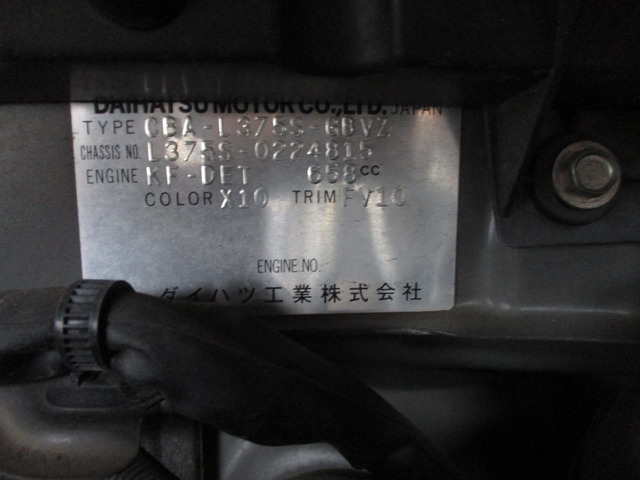 DAIHATSU MOTOR CO., LTD. JAPAN
TYPE CBA-L375S-GBVZ
CHASSIS NO. L375S-0224815
ENGINE KF-DET 658cc
COLOR X10 TRIM FV10
ENGINE NO.
ダイハツ工業株式会社